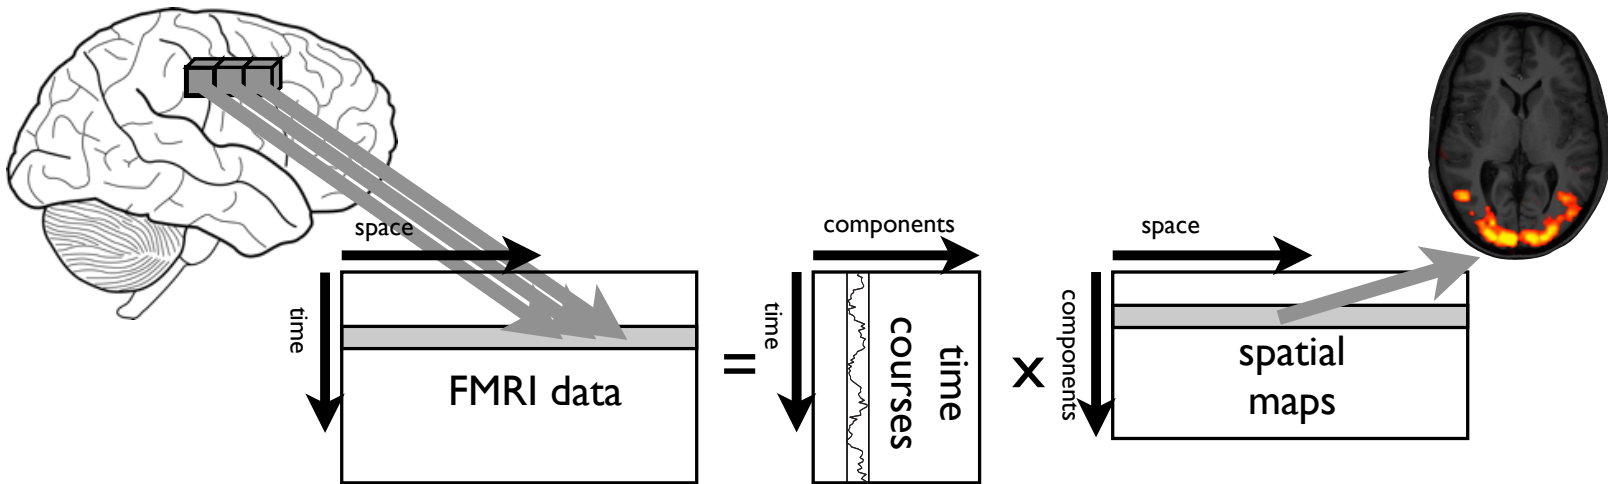 space
time
FMRI data
=
components
time
time
courses
x
space
components
spatial
maps